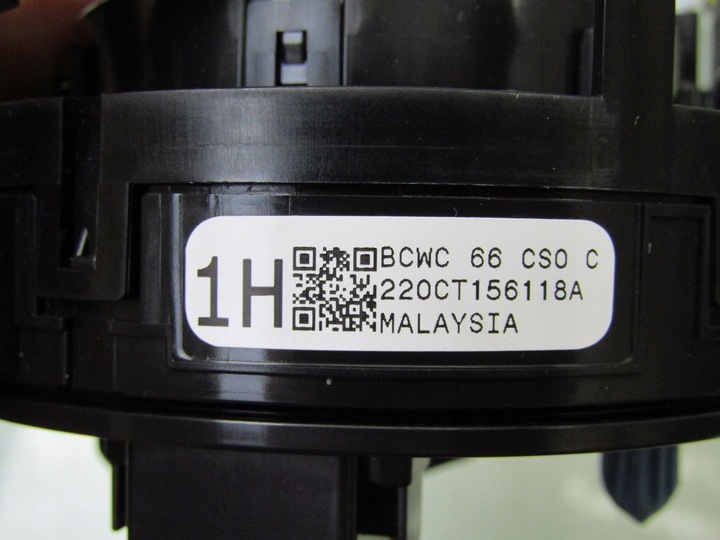 1H
BCWC 66 CS0 C
220CT156118A
MALAYSIA